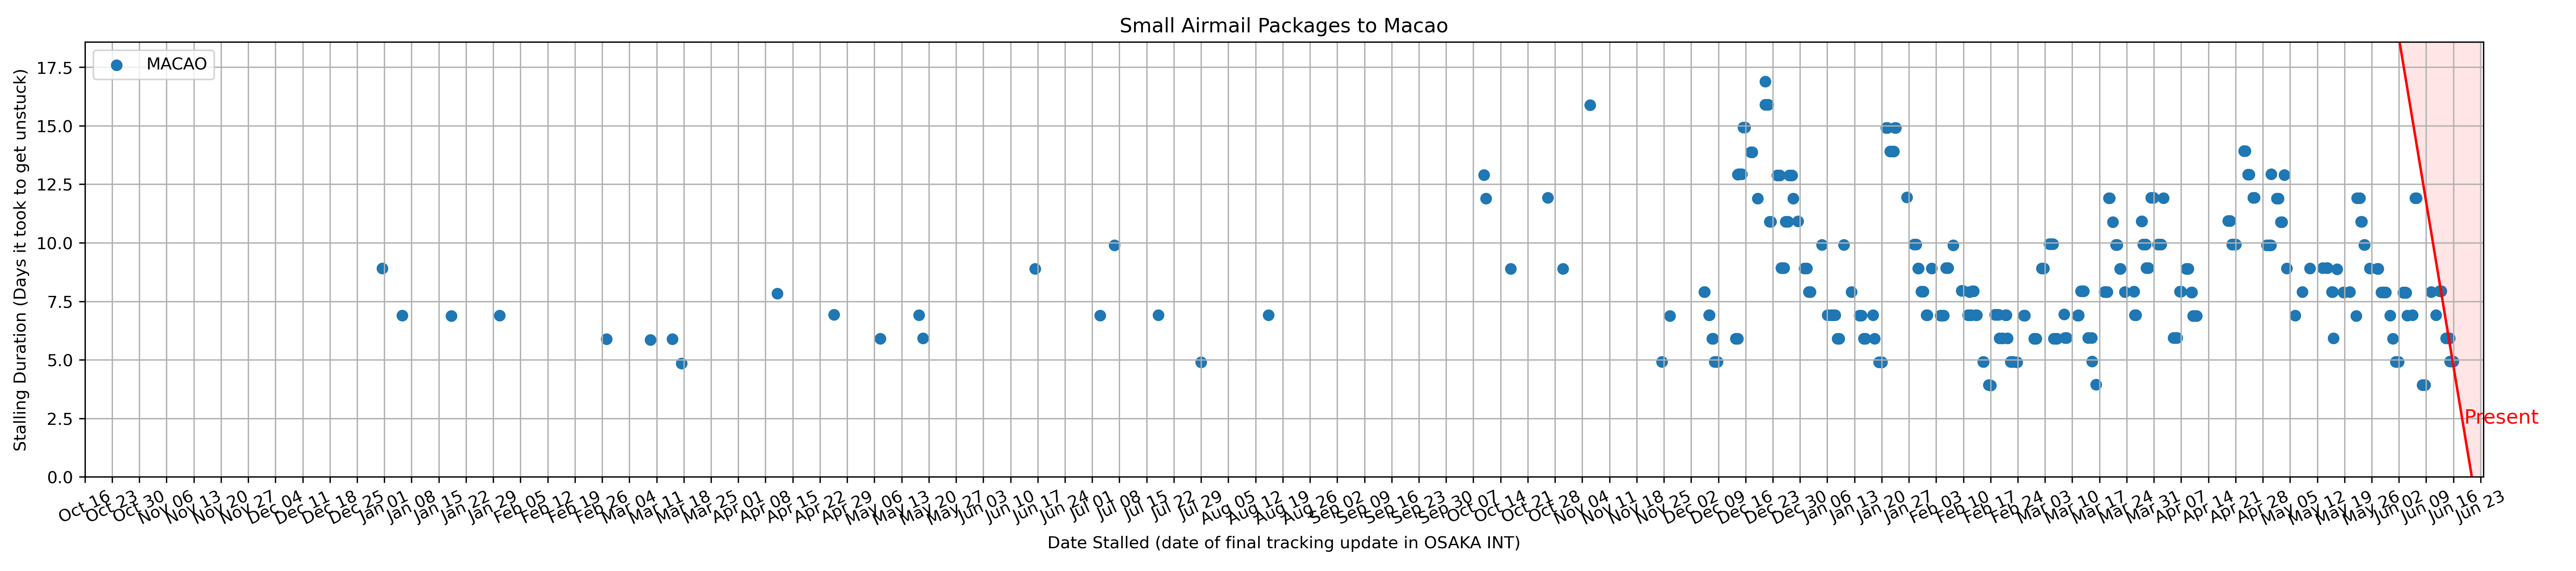 Small Airmail Packages to Macao
MACAO
Stalling Duration (Days it took to get unstuck)
17.5
15.0
12.5
10.0
7.5
5.0
2.5
0.0
Present
Oct 16
Oct 23
Oct 30
Nov 06
Nov 13
Nov 20
Nov 27
Dec 04
Dec 11
Dec 18
Dec 25
Jan 01
Jan 08
Jan 15
Jan 22
Jan 29
Feb 05
Feb 12
Feb 19
Feb 26
Mar 04
Mar 11
Mar 18
Mar 25
Apr 01
Apr 08
Apr 15
Apr 22
Apr 29
May 06
May 13
May 20
May 27
Jun 03
Jun 10
Jun 17
Jun 24
Jul 01
Jul 08
Jul 15
Jul 22
Jul 29
Aug 05
Aug 12
Aug 19
Aug 26
Sep 02
Sep 09
Sep 16
Sep 23
Sep 30
Oct 07
Oct 14
Oct 21
Oct 28
Nov 04
Nov 11
Nov 18
Nov 25
Dec 02
Dec 09
Dec 16
Dec 23
Dec 30
Jan 06
Jan 13
Jan 20
Jan 27
Feb 03
Feb 10
Feb 17
Feb 24
Mar 03
Mar 10
Mar 17
Mar 24
Mar 31
Apr 07
Apr 14
Apr 21
Apr 28
May 05
May 12
May 19
May 26
Jun 02
Jun 09
Jun 16
Jun 23
Date Stalled (date of final tracking update in OSAKA INT)